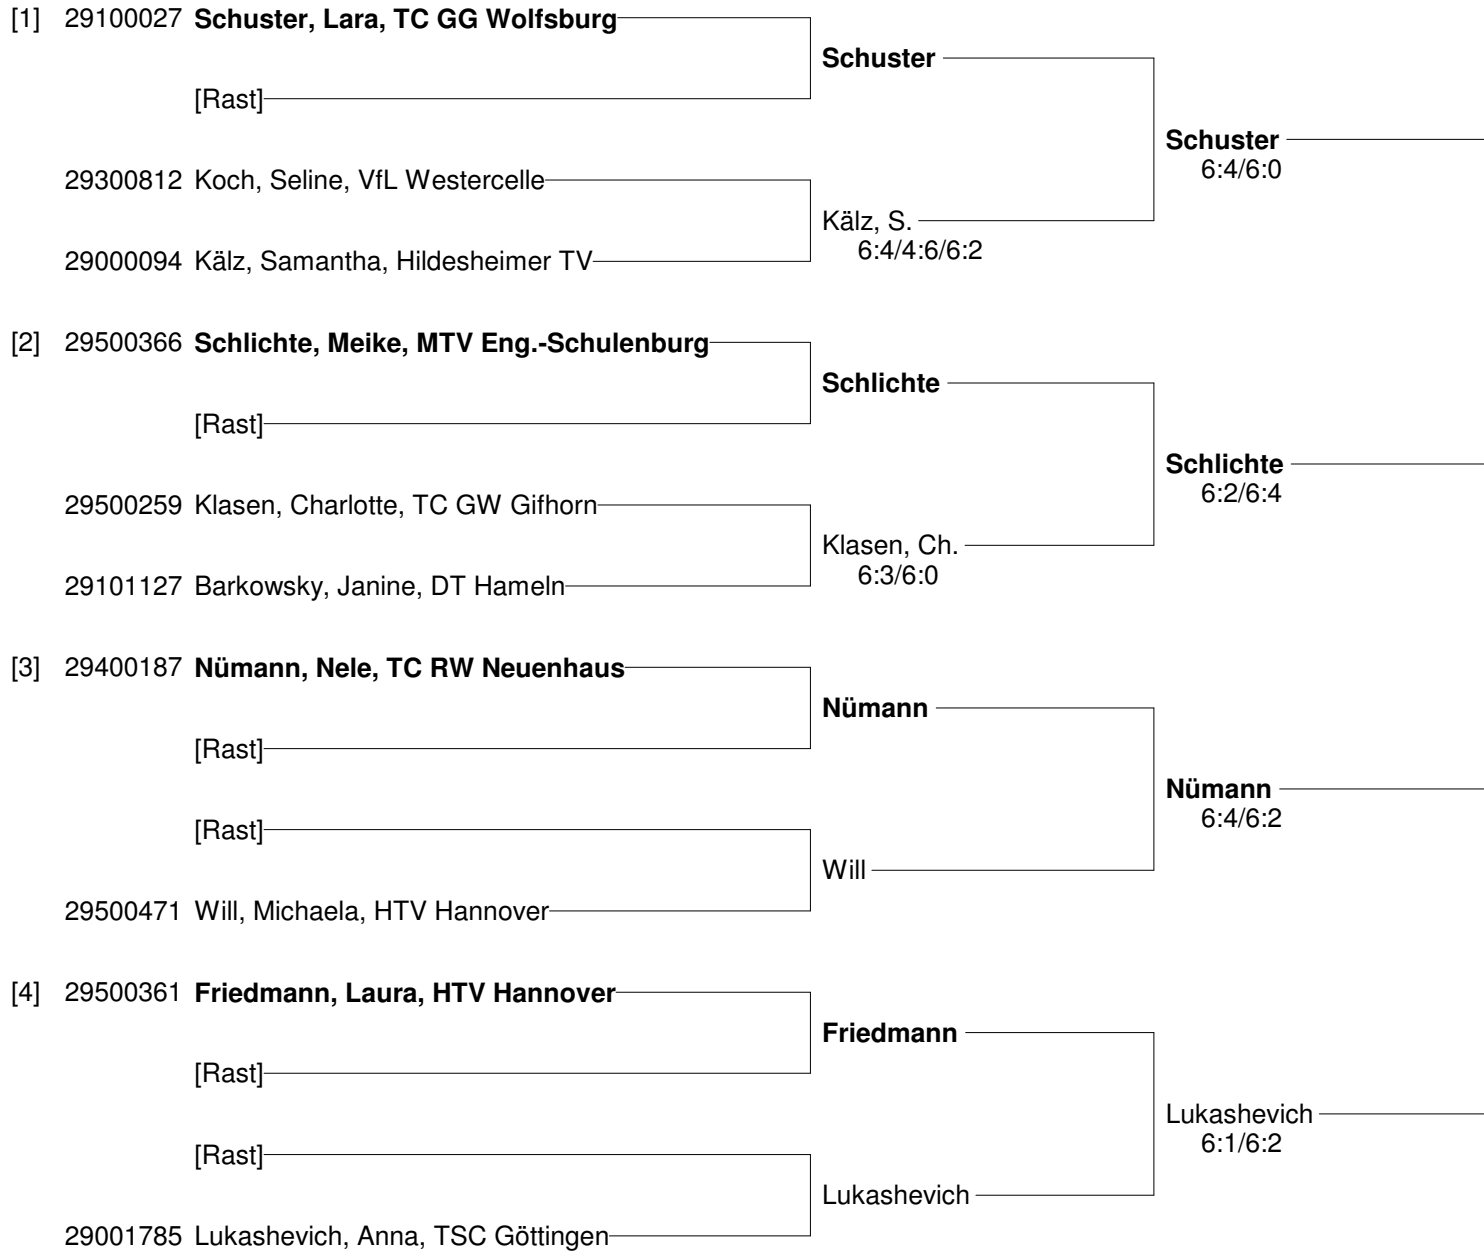 [1] 29100027 Schuster, Lara, TC GG Wolfsburg
Schuster
[Rast]
Schuster
6:4/6:0
29300812 Koch, Seline, VfL Westercelle
Kälz, S.
6:4/4:6/6:2
29000094 Kälz, Samantha, Hildesheimer TV
[2] 29500366 Schlichte, Meike, MTV Eng.-Schulenburg
Schlichte
[Rast]
Schlichte
6:2/6:4
29500259 Klasen, Charlotte, TC GW Gifhorn
Klasen, Ch.
6:3/6:0
29101127 Barkowsky, Janine, DT Hameln
[3] 29400187 Nümann, Nele, TC RW Neuenhaus
Nümann
[Rast]
Nümann
6:4/6:2
[Rast]
Will
29500471 Will, Michaela, HTV Hannover
[4] 29500361 Friedmann, Laura, HTV Hannover
Friedmann
[Rast]
Lukashevich
6:1/6:2
[Rast]
Lukashevich
29001785 Lukashevich, Anna, TSC Göttingen